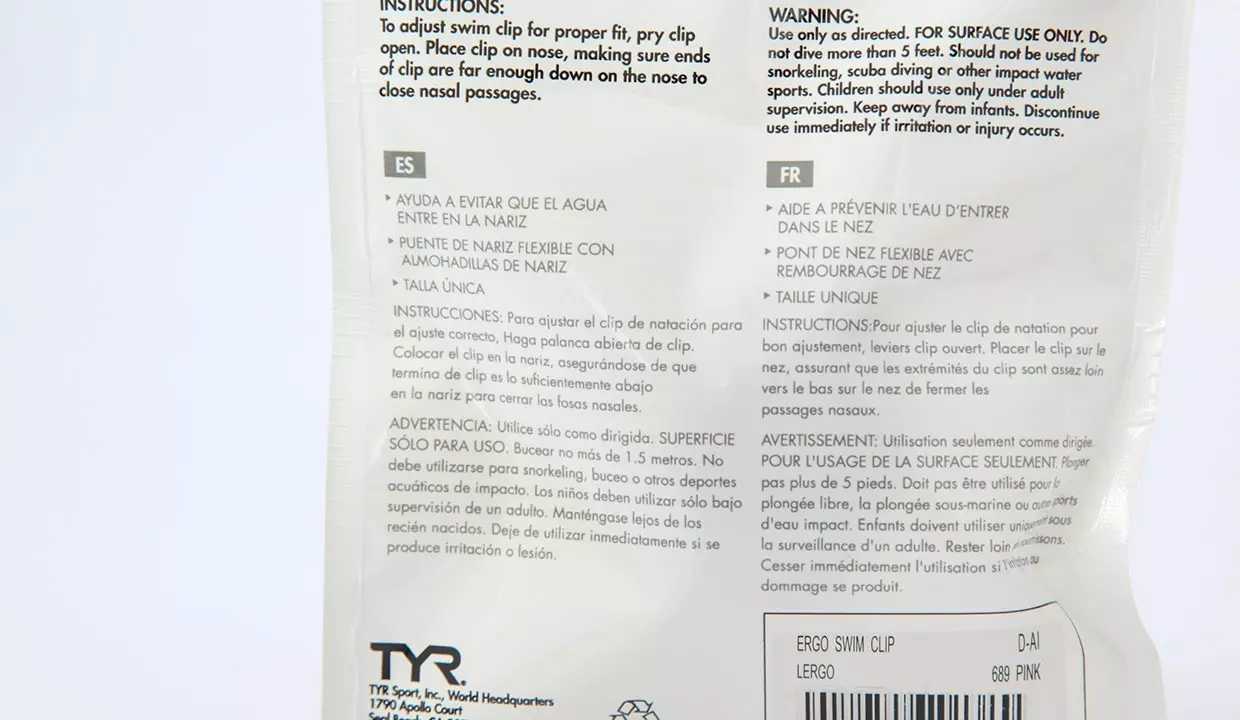 INSTRUCTIONS:
To adjust swim clip for proper fit, pry clip
open. Place clip on nose, making sure ends
of clip are far enough down on the nose to
close nasal passages.
WARNING:
Use only as directed. FOR SURFACE USE ONLY. Do
not dive more than 5 feet. Should not be used for
snorkeling, scuba diving or other impact water
sports. Children should use only under adult
supervision. Keep away from infants. Discontinue
use immediately if irritation or injury occurs.
ES
AYUDA A EVITAR QUE EL AGUA
ENTRE EN LA NARIZ
PUENTE DE NARIZ FLEXIBLE CON
ALMOHADILLAS DE NARIZ
TALLA ÚNICA
INSTRUCCIONES: Para ajustar el clip de natación para
el ajuste correcto, Haga palanca abierta de clip.
Colocar el clip en la nariz, asegurándose de que
termina de clip es lo suficientemente abajo
en la nariz para cerrar las fosas nasales.
ADVERTENCIA: Utilice sólo como dirigida. SUPERFICIE
SÓLO PARA USO. Bucear no más de 1.5 metros. No
debe utilizarse para snorkeling, buceo o otros deportes
acuáticos de impacto. Los niños deben utilizar sólo bajo
supervisión de un adulto. Manténgase lejos de los
recién nacidos. Deje de utilizar inmediatamente si se
produce irritación o lesión.
FR
AIDE A PRÉVENIR L'EAU D'ENTRER
DANS LE NEZ
PONT DE NEZ FLEXIBLE AVEC
REMBOURRAGE DE NEZ
TAILLE UNIQUE
INSTRUCTIONS:Pour ajuster le clip de natation pour
bon ajustement, leviers clip ouvert. Placer le clip sur le
nez, assurant que les extrémités du clip sont assez loin
vers le bas sur le nez de fermer les
passages nasaux.
AVERTISSEMENT: Utilisation seulement comme dirigée
POUR L'USAGE DE LA SURFACE SEULEMENT. Plonger
pas plus de 5 pieds. Doit pas être utilisé pour la
plongée libre, la plongée sous-marine ou autre sports
d'eau impact. Enfants doivent utiliser uniquement sous
la surveillance d'un adulte. Rester loin
Cesser immédiatement l'utilisation si l'irritation ou
dommage se produit.
TYR
TYR Sport, Inc., World Headquarters
1790 Apollo Court
ERGO SWIM CLIP D-AI
LERGO 689 PINK